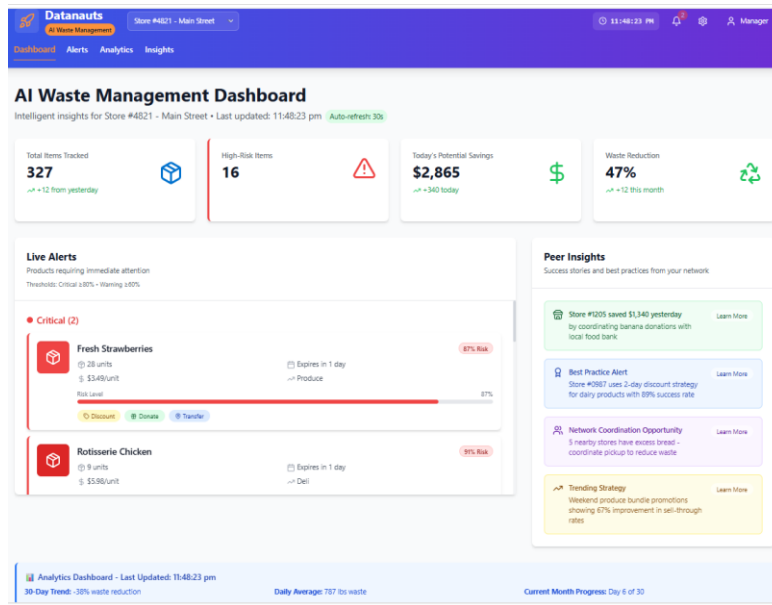 Datanauts
AI Waste Management
Store #4821 - Main Street
11:48:23 PM
Manager
Dashboard Alerts Analytics Insights
AI Waste Management Dashboard
Intelligent insights for Store #4821 - Main Street • Last updated: 11:48:23 pm Auto-refresh: 30s
Total Items Tracked
327
+12 from yesterday
High-Risk Items
16
Today's Potential Savings
$2,865
+340 today
Waste Reduction
47%
+12 this month
Live Alerts
Products requiring immediate attention
Thresholds: Critical ≥80% • Warning ≥60%
Critical (2)
Fresh Strawberries
87% Risk
28 units
Expires in 1 day
$3.49/unit
Produce
Risk Level
87%
Discount
Donate
Transfer
Rotisserie Chicken
91% Risk
9 units
Expires in 1 day
$5.98/unit
Deli
Peer Insights
Success stories and best practices from your network
Store #1205 saved $1,340 yesterday
Learn More
by coordinating banana donations with
local food bank
Best Practice Alert
Learn More
Store #0987 uses 2-day discount strategy
for dairy products with 89% success rate
Network Coordination Opportunity
Learn More
5 nearby stores have excess bread -
coordinate pickup to reduce waste
Trending Strategy
Learn More
Weekend produce bundle promotions
showing 67% improvement in sell-through
rates
Analytics Dashboard - Last Updated: 11:48:23 pm
30-Day Trend: -38% waste reduction
Daily Average: 787 lbs waste
Current Month Progress: Day 6 of 30